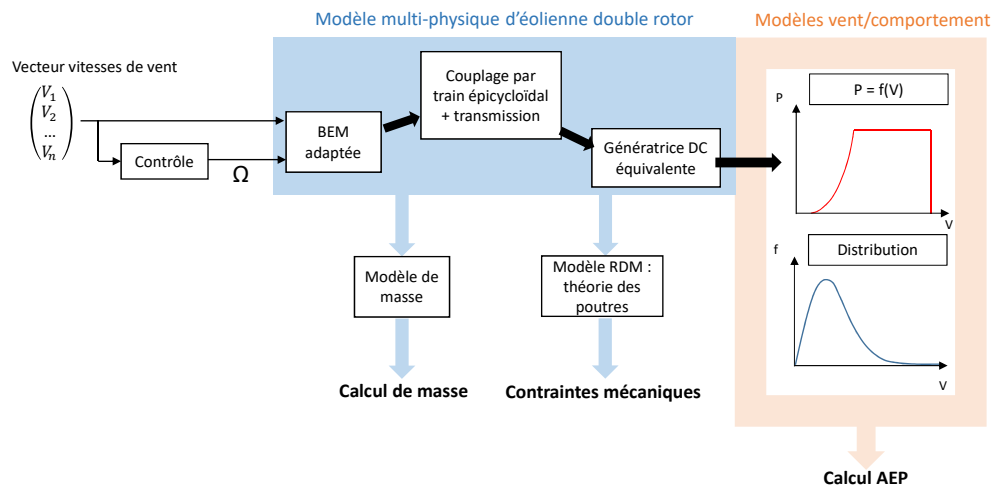 Modèle multi-physique d'éolienne double rotor
Modèles vent/comportement
Vecteur vitesses de vent
V1
V2
...
Vn
Contrôle
Ω
BEM
adaptée
Couplage par
train épicycloïdal
+ transmission
Génératrice DC
équivalente
P = f(V)
P
V
Distribution
f
V
Modèle de
masse
Modèle RDM :
théorie des
poutres
Calcul de masse
Contraintes mécaniques
Calcul AEP